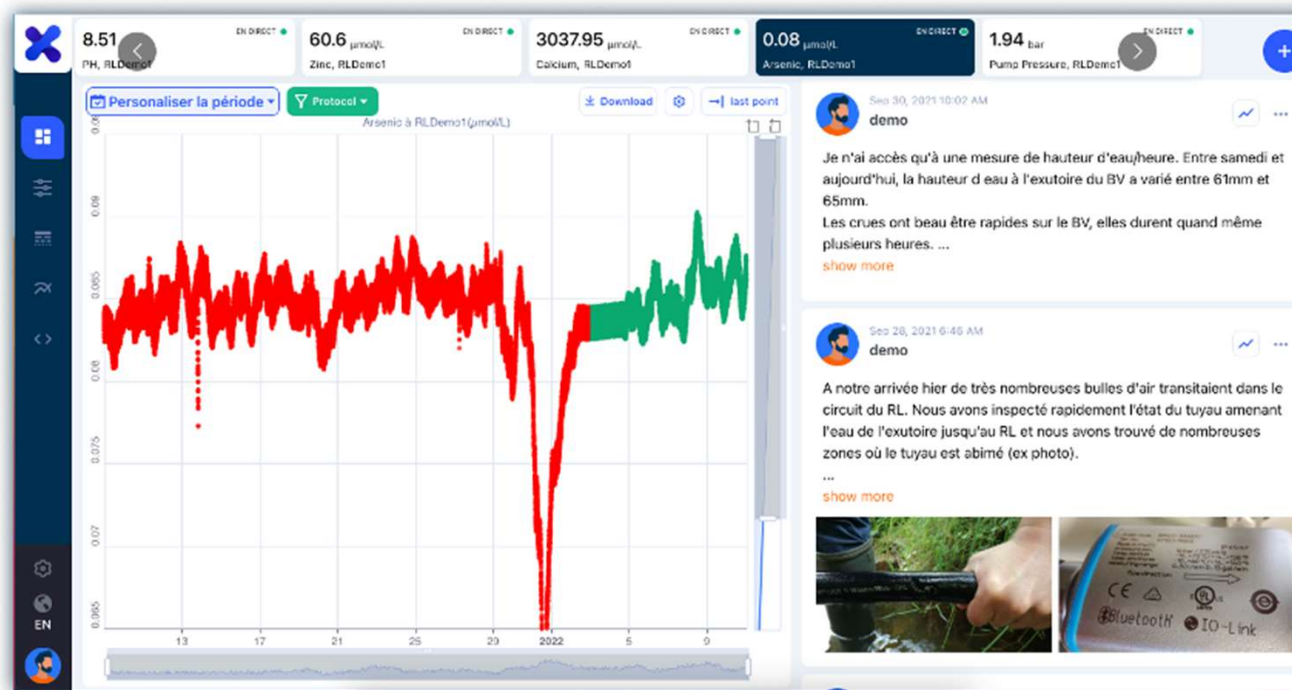 8.51
PH, RLDemo1
EN DIRECT
60.6 µmol/L
Zinc, RLDemo1
EN DIRECT
3037.95 µmol/L
Calcium, RLDemo1
EN DIRECT
0.08 µmol/L
Arsenic, RLDemo1
EN DIRECT
1.94 bar
Pump Pressure, RLDemo1
EN DIRECT
Personaliser la période
Protocol
Download
last point
Arsenic à RLDemo1(µmol/L)
0.09
0.085
0.08
0.075
0.07
0.065
13
17
21
25
29
2022
5
9
EN
Sep 30, 2021 10:02 AM
demo
Je n'ai accès qu'à une mesure de hauteur d'eau/heure. Entre samedi et
aujourd'hui, la hauteur d eau à l'exutoire du BV a varié entre 61mm et
65mm.
Les crues ont beau être rapides sur le BV, elles durent quand même
plusieurs heures. ...
show more
Sep 28, 2021 6:46 AM
demo
A notre arrivée hier de très nombreuses bulles d'air transitaient dans le
circuit du RL. Nous avons inspecté rapidement l'état du tuyau amenant
l'eau de l'exutoire jusqu'au RL et nous avons trouvé de nombreuses
zones où le tuyau est abimé (ex photo).
...
show more
CE
UL
Bluetooth
IO-Link